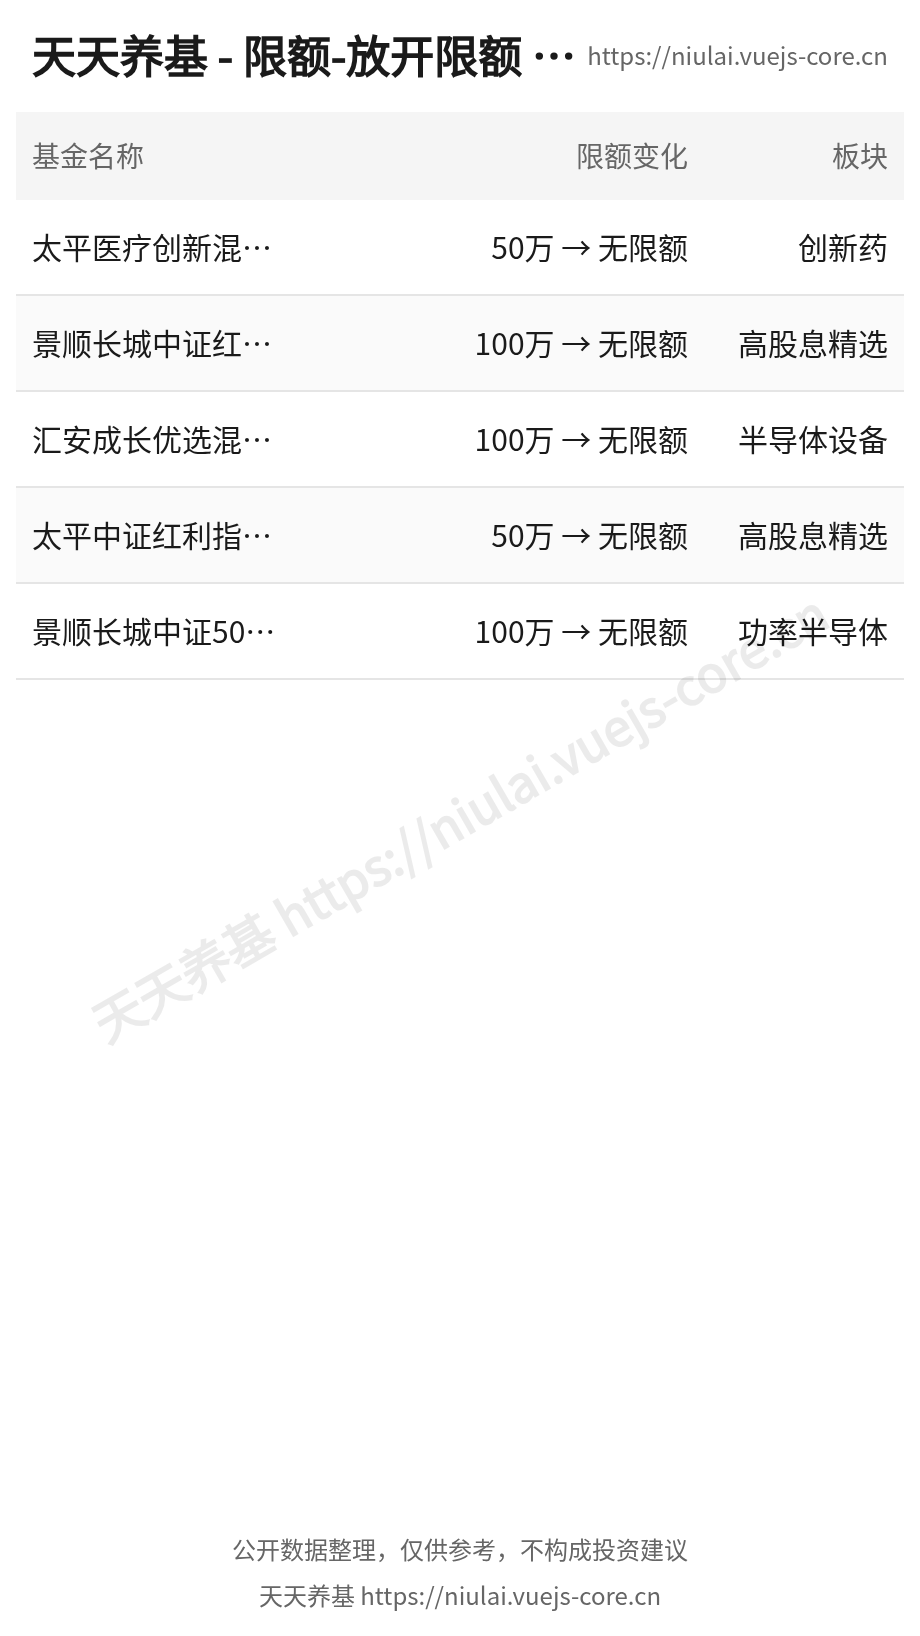 天天养基 - 限额-放开限额 ⋯ https://niulai.vuejs-core.cn
基金名称 限额变化 板块
太平医疗创新混⋯ 50万 → 无限额 创新药
景顺长城中证红⋯ 100万 → 无限额 高股息精选
汇安成长优选混⋯ 100万 → 无限额 半导体设备
太平中证红利指⋯ 50万 → 无限额 高股息精选
景顺长城中证50⋯ 100万 → 无限额 功率半导体
天天养基 https://niulai.vuejs-core.cn
公开数据整理，仅供参考，不构成投资建议
天天养基 https://niulai.vuejs-core.cn